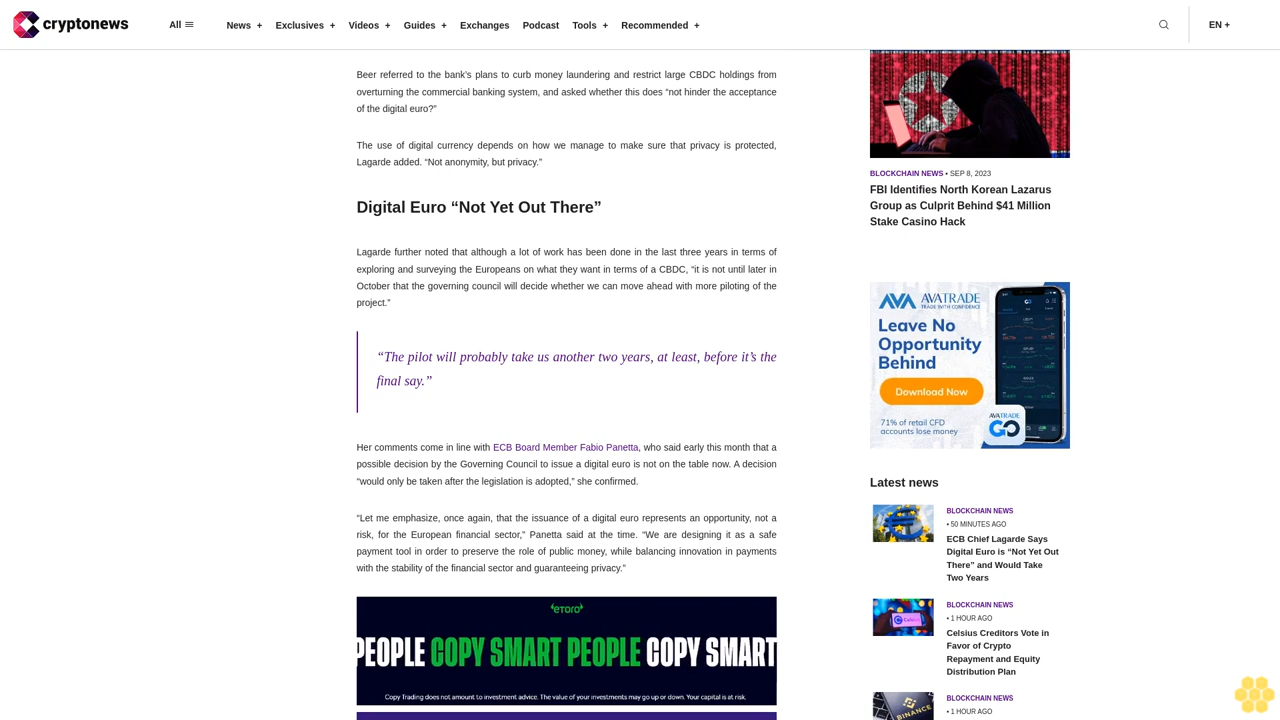 cryptonews
All
News +
Exclusives +
Videos +
Guides +
Exchanges
Podcast
Tools +
Recommended +
EN +
Beer referred to the bank’s plans to curb money laundering and restrict large CBDC holdings from
overturning the commercial banking system, and asked whether this does “not hinder the acceptance
of the digital euro?”
The use of digital currency depends on how we manage to make sure that privacy is protected,
Lagarde added. “Not anonymity, but privacy.”
Digital Euro “Not Yet Out There”
Lagarde further noted that although a lot of work has been done in the last three years in terms of
exploring and surveying the Europeans on what they want in terms of a CBDC, “it is not until later in
October that the governing council will decide whether we can move ahead with more piloting of the
project.”
“The pilot will probably take us another two years, at least, before it’s the
final say.”
Her comments come in line with ECB Board Member Fabio Panetta, who said early this month that a
possible decision by the Governing Council to issue a digital euro is not on the table now. A decision
“would only be taken after the legislation is adopted,” she confirmed.
“Let me emphasize, once again, that the issuance of a digital euro represents an opportunity, not a
risk, for the European financial sector,” Panetta said at the time. “We are designing it as a safe
payment tool in order to preserve the role of public money, while balancing innovation in payments
with the stability of the financial sector and guaranteeing privacy.”
eToro
PEOPLE COPY SMART PEOPLE COPY SMART
Copy Trading does not amount to investment advice. The value of your investments may go up or down. Your capital is at risk.
BLOCKCHAIN NEWS • SEP 8, 2023
FBI Identifies North Korean Lazarus
Group as Culprit Behind $41 Million
Stake Casino Hack
AVA AVATRADE
TRADE WITH CONFIDENCE
Leave No
Opportunity
Behind
Download Now
71% of retail CFD
accounts lose money
AVATRADE
GO
Latest news
BLOCKCHAIN NEWS
• 50 MINUTES AGO
ECB Chief Lagarde Says
Digital Euro is “Not Yet Out
There” and Would Take
Two Years
BLOCKCHAIN NEWS
• 1 HOUR AGO
Celsius Creditors Vote in
Favor of Crypto
Repayment and Equity
Distribution Plan
BINANCE
BLOCKCHAIN NEWS
• 1 HOUR AGO